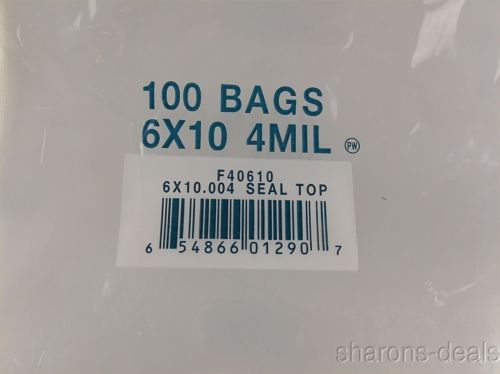 100 BAGS
6X10 4MIL PW
F40610
6X10.004 SEAL TOP
6 54866 01290 7
sharons-deals